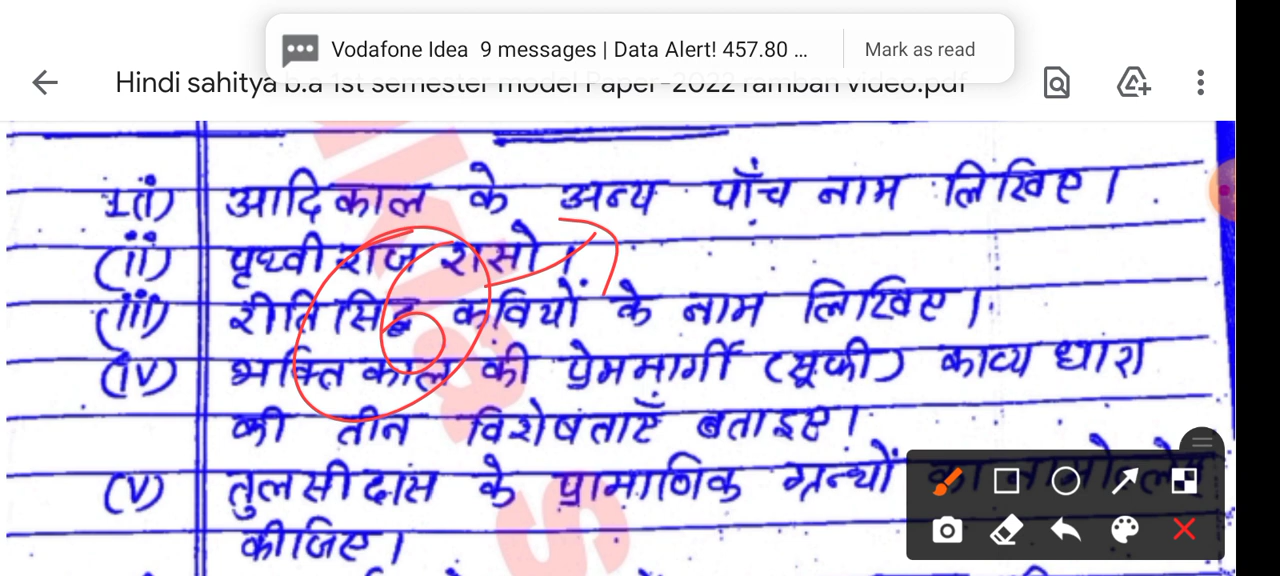 Vodafone Idea 9 messages | Data Alert! 457.80 ... Mark as read
Hindi sahitya b.a 1st semester model Paper-2022 ramban video.pdf
1(i) आदिकाल के अन्य पाँच नाम लिखिए।
(ii) पृथ्वीराज रासो।
(iii) रीतिसिद्ध कवियों के नाम लिखिए।
(iv) भक्तिकाल की प्रेममार्गी (सूफी) काव्य धारा
की तीन विशेषताएँ बताइए।
(v) तुलसीदास के प्रामाणिक ग्रन्थों का नामोल्लेख
कीजिए।